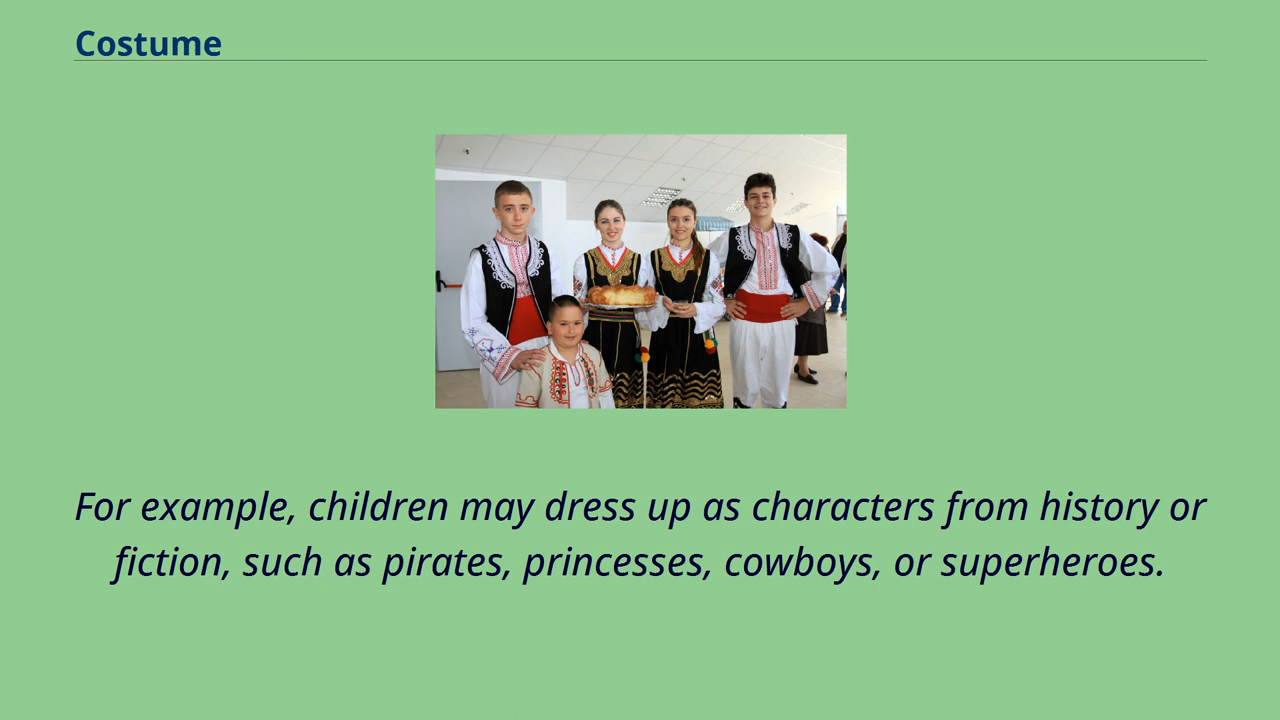 Costume
For example, children may dress up as characters from history or
fiction, such as pirates, princesses, cowboys, or superheroes.